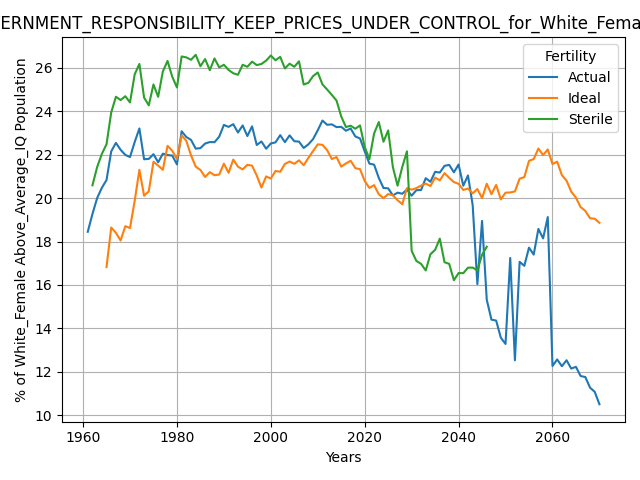 ERNMENT_RESPONSIBILITY_KEEP_PRICES_UNDER_CONTROL_for_White_Fema
Fertility
Actual
Ideal
Sterile
% of White_Female Above_Average_IQ Population
26
24
22
20
18
16
14
12
10
1960
1980
2000
2020
2040
2060
Years